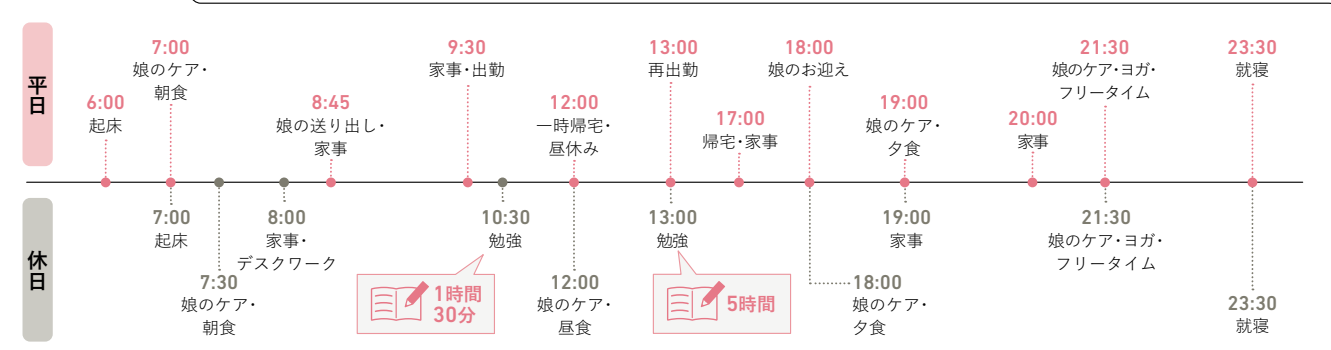 平日
6:00
起床
7:00
娘のケア・
朝食
8:45
娘の送り出し・
家事
9:30
家事・出勤
12:00
一時帰宅・
昼休み
13:00
再出勤
17:00
帰宅・家事
18:00
娘のお迎え
19:00
娘のケア・
夕食
20:00
家事
21:30
娘のケア・ヨガ・
フリータイム
23:30
就寝
休日
7:00
起床
7:30
娘のケア・
朝食
8:00
家事・
デスクワーク
10:30
勉強
1時間
30分
12:00
娘のケア・
昼食
13:00
勉強
5時間
18:00
娘のケア・
夕食
19:00
家事
21:30
娘のケア・ヨガ・
フリータイム
23:30
就寝